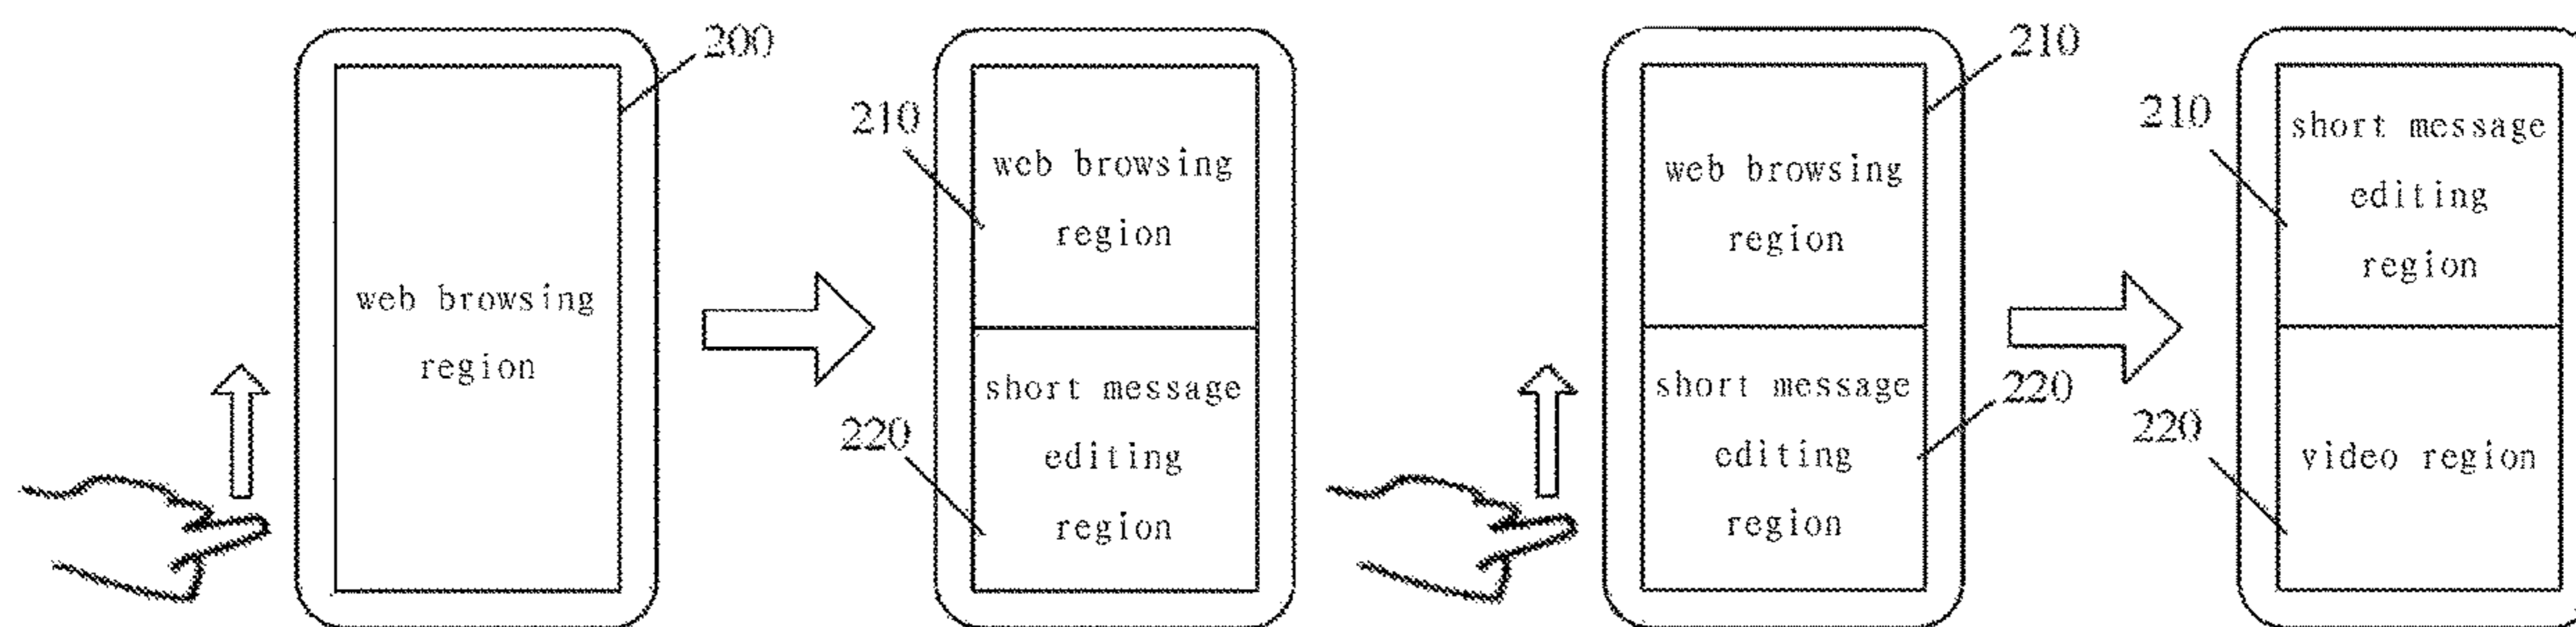 200
web browsing
region
210
web browsing
region
220
short message
editing
region
210
web browsing
region
220
short message
editing
region
210
short message
editing
region
220
video region